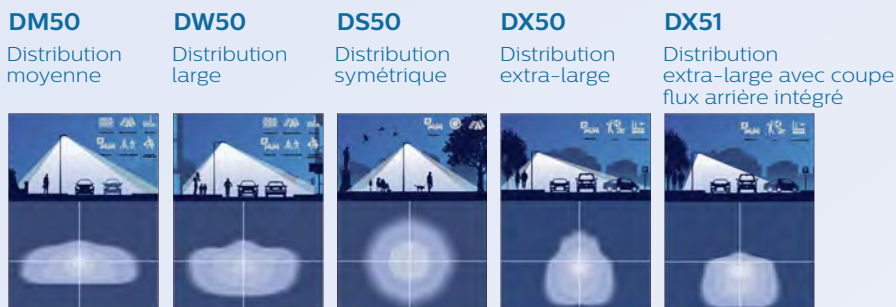 DM50
Distribution
moyenne
DW50
Distribution
large
DS50
Distribution
symétrique
DX50
Distribution
extra-large
DX51
Distribution
extra-large avec coupe
flux arrière intégré